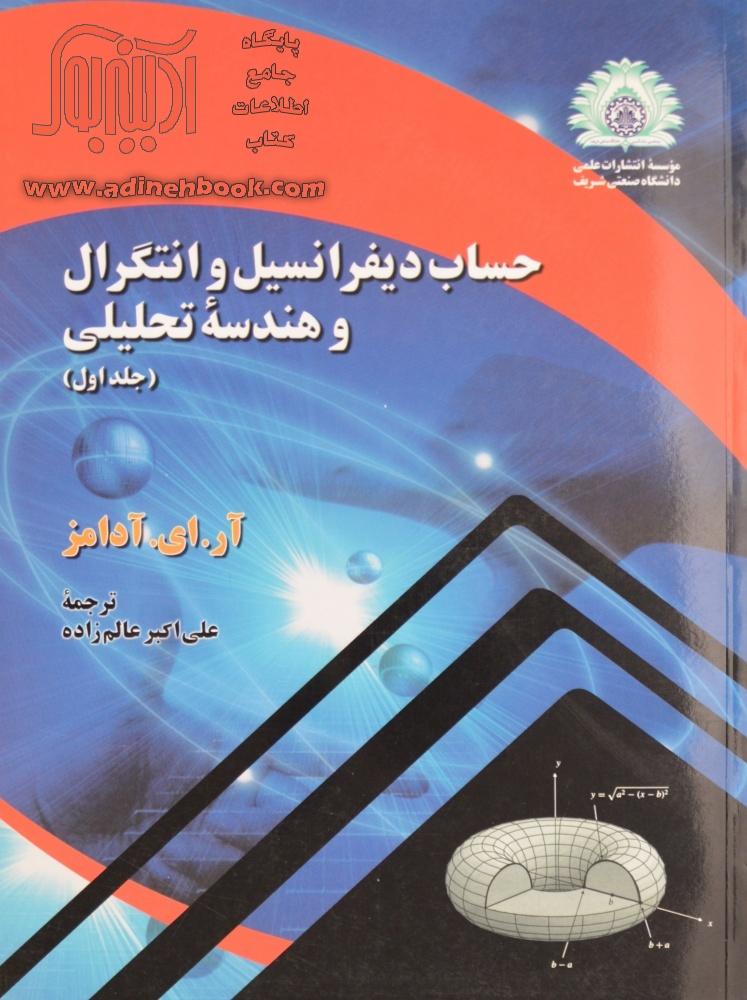 آدینه بوک
پایگاه
جامع
اطلاعات
کتاب
www.adinehbook.com
مؤسسهٔ انتشارات علمی
دانشگاه صنعتی شریف
حساب دیفرانسیل و انتگرال
و هندسهٔ تحلیلی
(جلد اول)
آر. ای. آدامز
ترجمهٔ
علی اکبر عالم زاده
y
y = √a² − (x − b)²
b
x
b + a
b − a